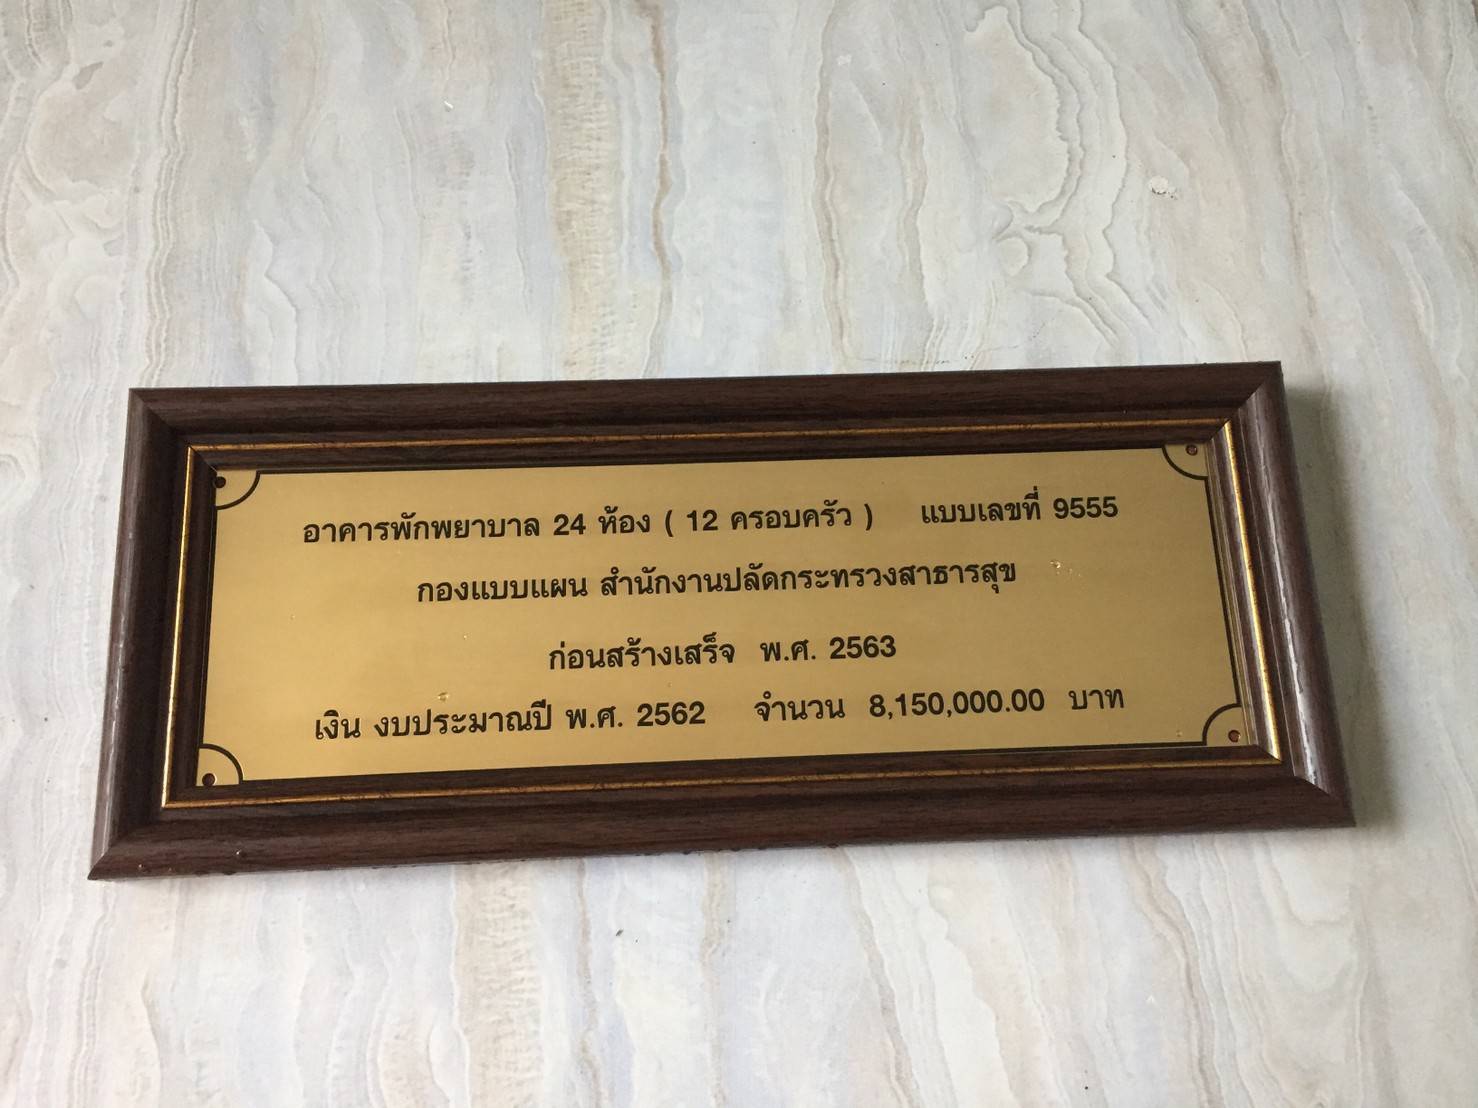 อาคารพักพยาบาล 24 ห้อง ( 12 ครอบครัว ) แบบเลขที่ 9555
กองแบบแผน สำนักงานปลัดกระทรวงสาธารสุข
ก่อนสร้างเสร็จ พ.ศ. 2563
เงิน งบประมาณปี พ.ศ. 2562 จำนวน 8,150,000.00 บาท